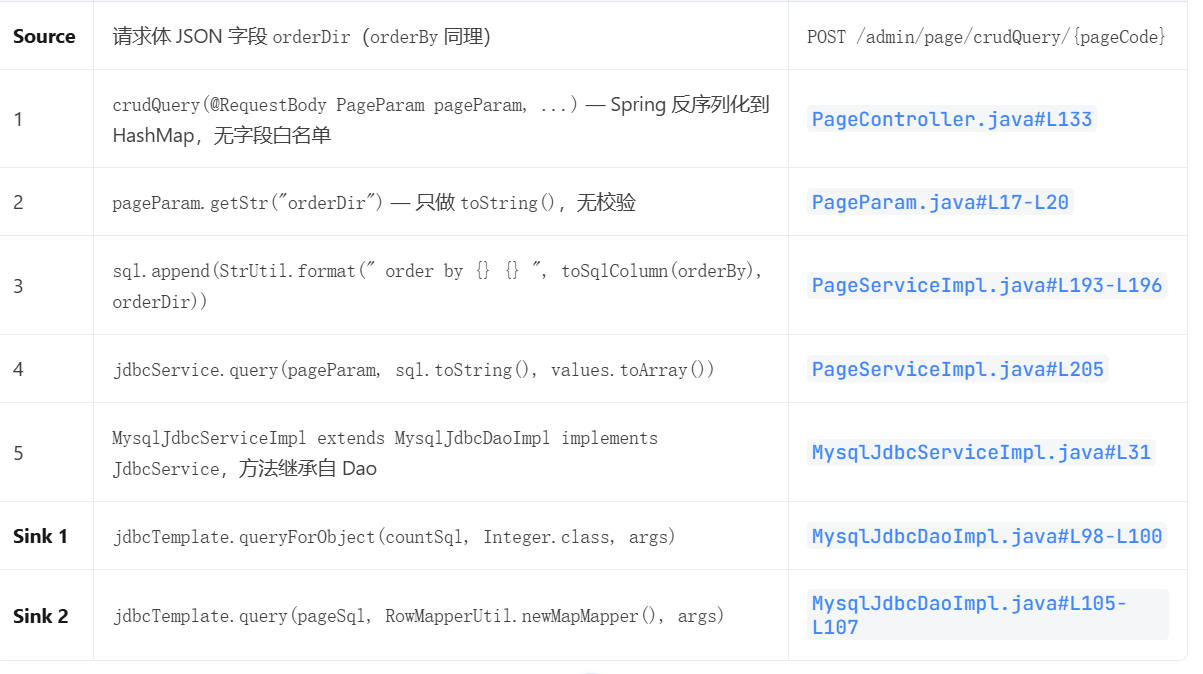 Source 请求体 JSON 字段 orderDir（orderBy 同理） POST /admin/page/crudQuery/{pageCode}
1 crudQuery(@RequestBody PageParam pageParam, ...) — Spring 反序列化到
HashMap，无字段白名单 PageController.java#L133
2 pageParam.getStr("orderDir") — 只做 toString()，无校验 PageParam.java#L17-L20
3 sql.append(StrUtil.format(" order by {} {} ", toSqlColumn(orderBy),
orderDir)) PageServiceImpl.java#L193-L196
4 jdbcService.query(pageParam, sql.toString(), values.toArray()) PageServiceImpl.java#L205
5 MysqlJdbcServiceImpl extends MysqlJdbcDaoImpl implements
JdbcService，方法继承自 Dao MysqlJdbcServiceImpl.java#L31
Sink 1 jdbcTemplate.queryForObject(countSql, Integer.class, args) MysqlJdbcDaoImpl.java#L98-L100
Sink 2 jdbcTemplate.query(pageSql, RowMapperUtil.newMapMapper(), args) MysqlJdbcDaoImpl.java#L105-
L107